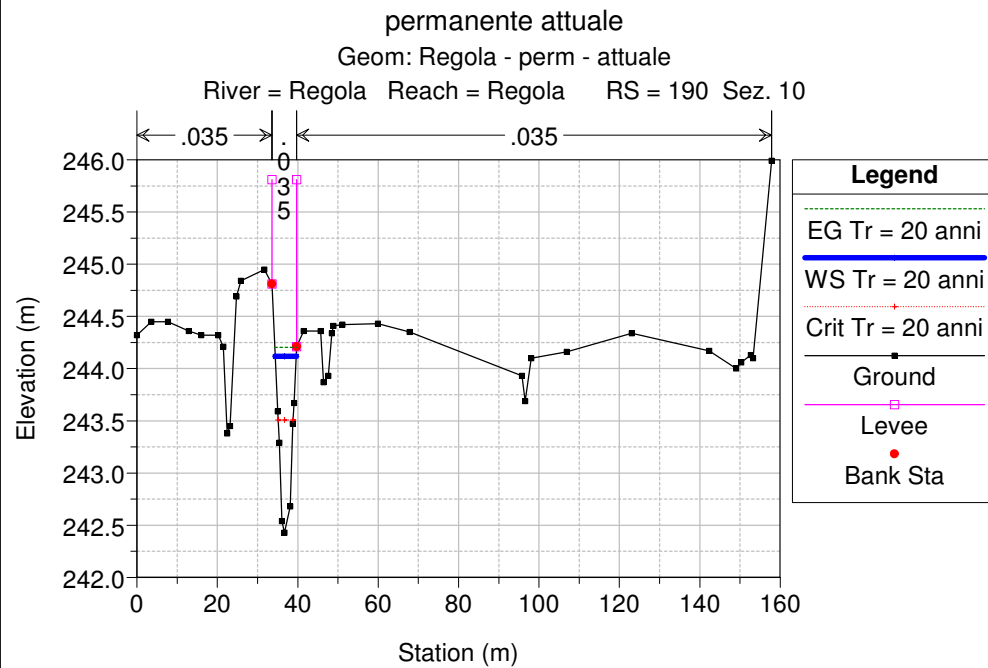 permanente attuale
Geom: Regola - perm - attuale
River = Regola Reach = Regola RS = 190 Sez. 10
.035
.035
.035
246.0
245.5
245.0
244.5
244.0
243.5
243.0
242.5
242.0
0 20 40 60 80 100 120 140 160
Station (m)
Elevation (m)
Legend
EG Tr = 20 anni
WS Tr = 20 anni
Crit Tr = 20 anni
Ground
Levee
Bank Sta